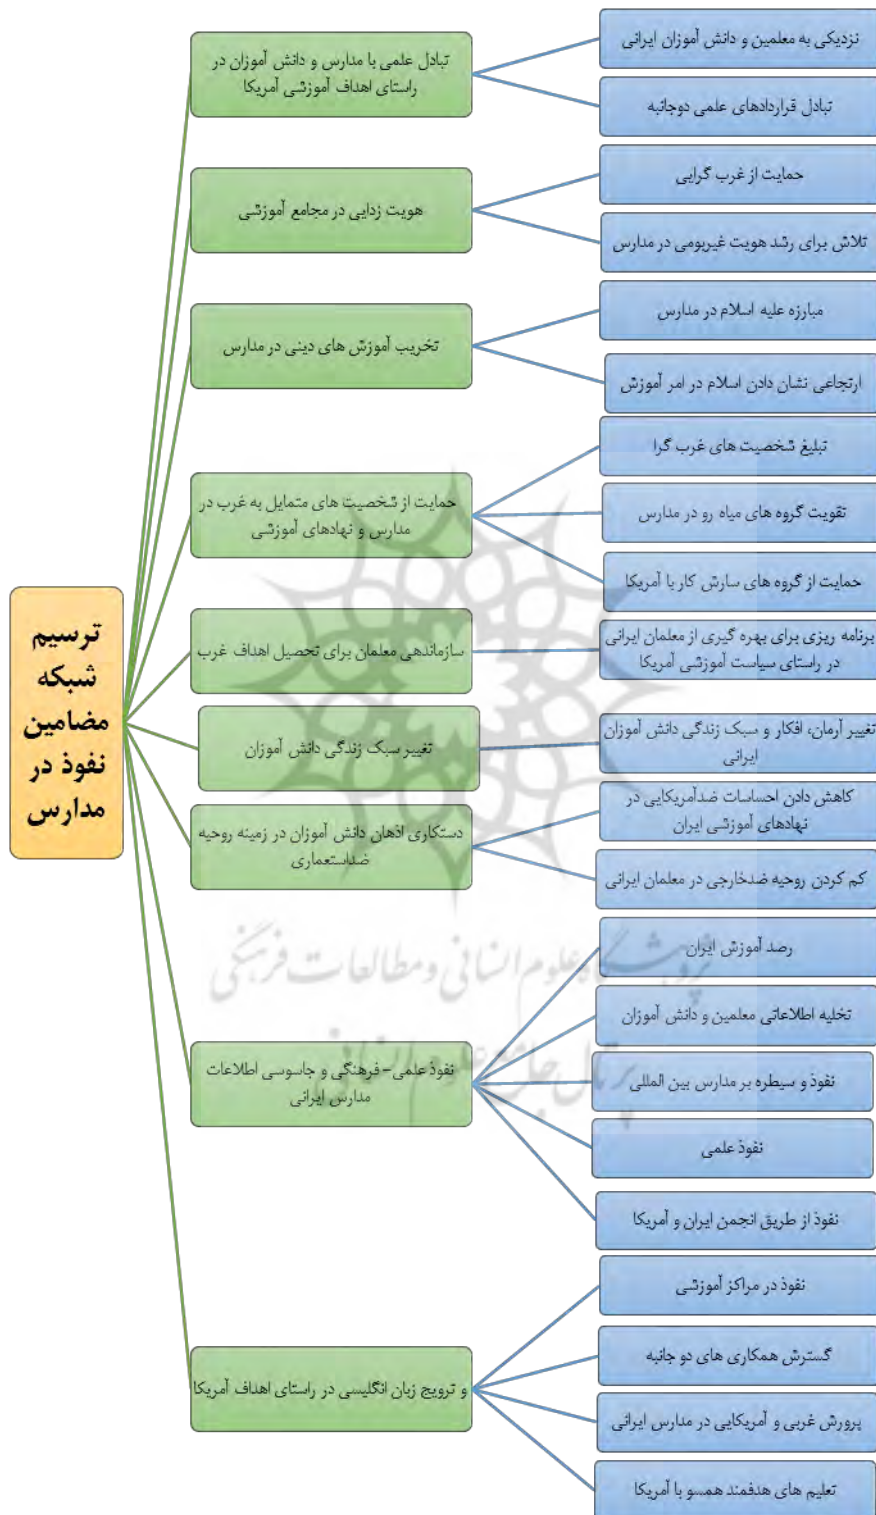 ترسیم
شبکه
مضامین
نفوذ در
مدارس
تبادل علمی با مدارس و دانش آموزان در
راستای اهداف آموزشی آمریکا
نزدیکی به معلمین و دانش آموزان ایرانی
تبادل قراردادهای علمی دوجانبه
هویت زدایی در مجامع آموزشی
حمایت از غرب گرایی
تلاش برای رشد هویت غیربومی در مدارس
تخریب آموزش های دینی در مدارس
مبارزه علیه اسلام در مدارس
ارتجاعی نشان دادن اسلام در امر آموزش
حمایت از شخصیت های متمایل به غرب در
مدارس و نهادهای آموزشی
تبلیغ شخصیت های غرب گرا
تقویت گروه های میاه رو در مدارس
حمایت از گروه های سارش کار با آمریکا
سازماندهی معلمان برای تحصیل اهداف غرب
برنامه ریزی برای بهره گیری از معلمان ایرانی
در راستای سیاست آموزشی آمریکا
تغییر سبک زندگی دانش آموزان
تغییر آرمان، افکار و سبک زندگی دانش آموزان
ایرانی
دستکاری اذهان دانش آموزان در زمینه روحیه
ضداستعماری
کاهش دادن احساسات ضدآمریکایی در
نهادهای آموزشی ایران
کم کردن روحیه ضدخارجی در معلمان ایرانی
نفوذ علمی-فرهنگی و جاسوسی اطلاعات
مدارس ایرانی
رصد آموزش ایران
تخلیه اطلاعاتی معلمین و دانش آموزان
نفوذ و سیطره بر مدارس بین المللی
نفوذ علمی
نفوذ از طریق انجمن ایران و آمریکا
و ترویج زبان انگلیسی در راستای اهداف آمریکا
نفوذ در مراکز آموزشی
گسترش همکاری های دو جانبه
پرورش غربی و آمریکایی در مدارس ایرانی
تعلیم های هدفمند همسو با آمریکا
پژوهشگاه علوم انسانی و مطالعات فرهنگی
پرتال جامع علوم انسانی